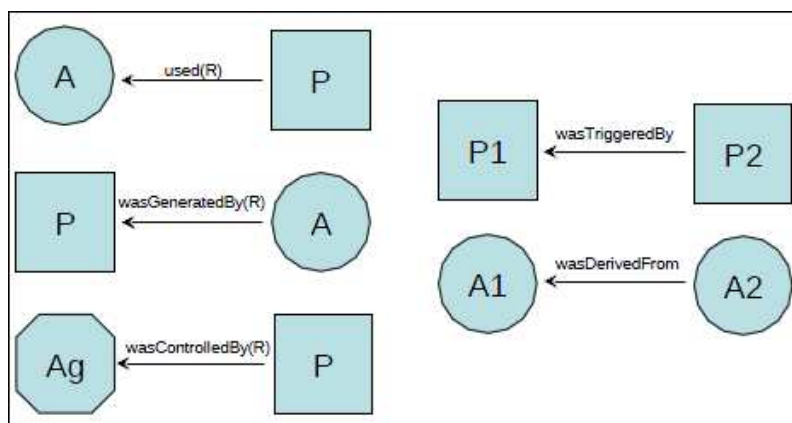 A
used(R)
P
P
wasGeneratedBy(R)
A
Ag
wasControlledBy(R)
P
P1
wasTriggeredBy
P2
A1
wasDerivedFrom
A2